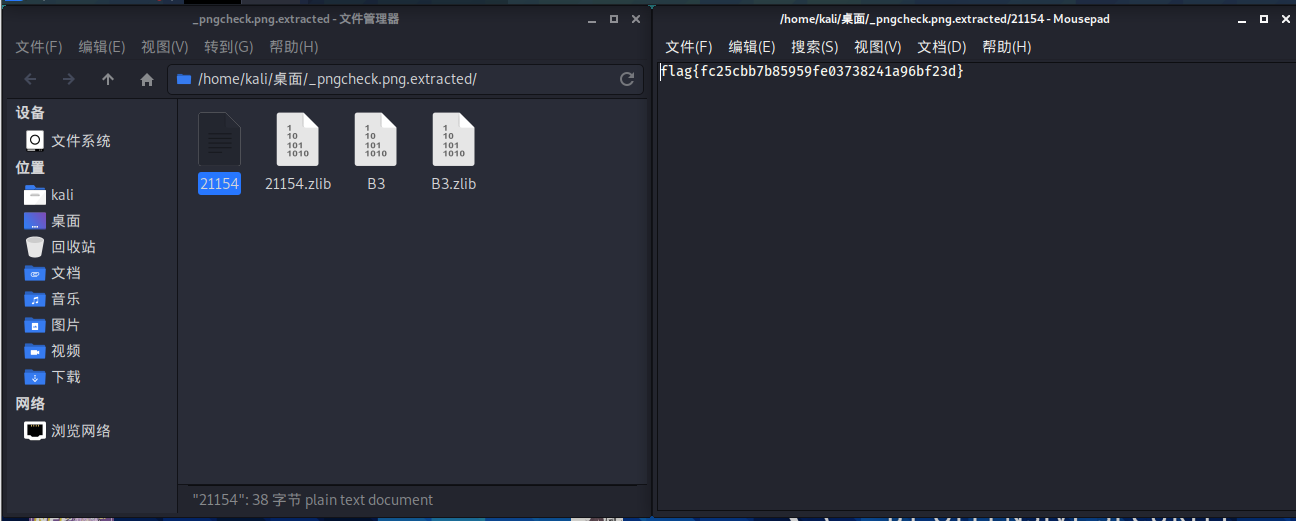 _pngcheck.png.extracted - 文件管理器
文件(F) 编辑(E) 视图(V) 转到(G) 帮助(H)
/home/kali/桌面/_pngcheck.png.extracted/
设备
文件系统
位置
kali
桌面
回收站
文档
音乐
图片
视频
下载
网络
浏览网络
1
10
101
1010
1
10
101
1010
1
10
101
1010
21154
21154.zlib
B3
B3.zlib
"21154": 38 字节 plain text document
/home/kali/桌面/_pngcheck.png.extracted/21154 - Mousepad
文件(F) 编辑(E) 搜索(S) 视图(V) 文档(D) 帮助(H)
flag{fc25cbb7b85959fe03738241a96bf23d}